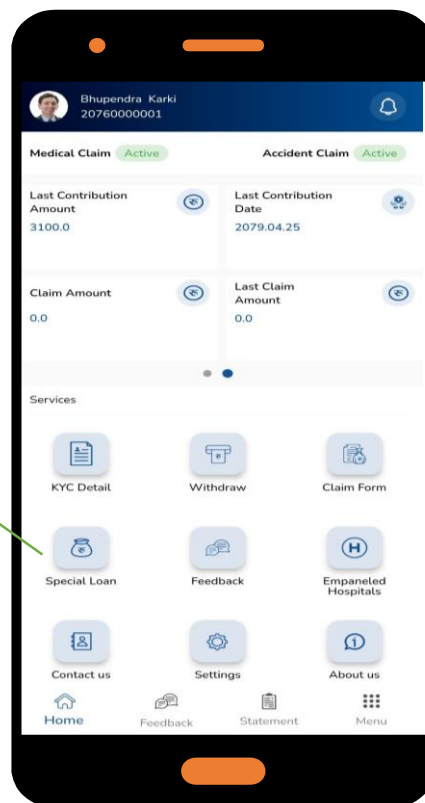 Bhupendra Karki
20760000001
Medical Claim Active
Accident Claim Active
Last Contribution
Amount
3100.0
Last Contribution
Date
2079.04.25
Claim Amount
0.0
Last Claim
Amount
0.0
Services
KYC Detail
Withdraw
Claim Form
Special Loan
Feedback
Empaneled
Hospitals
Contact us
Settings
About us
Home
Feedback
Statement
Menu